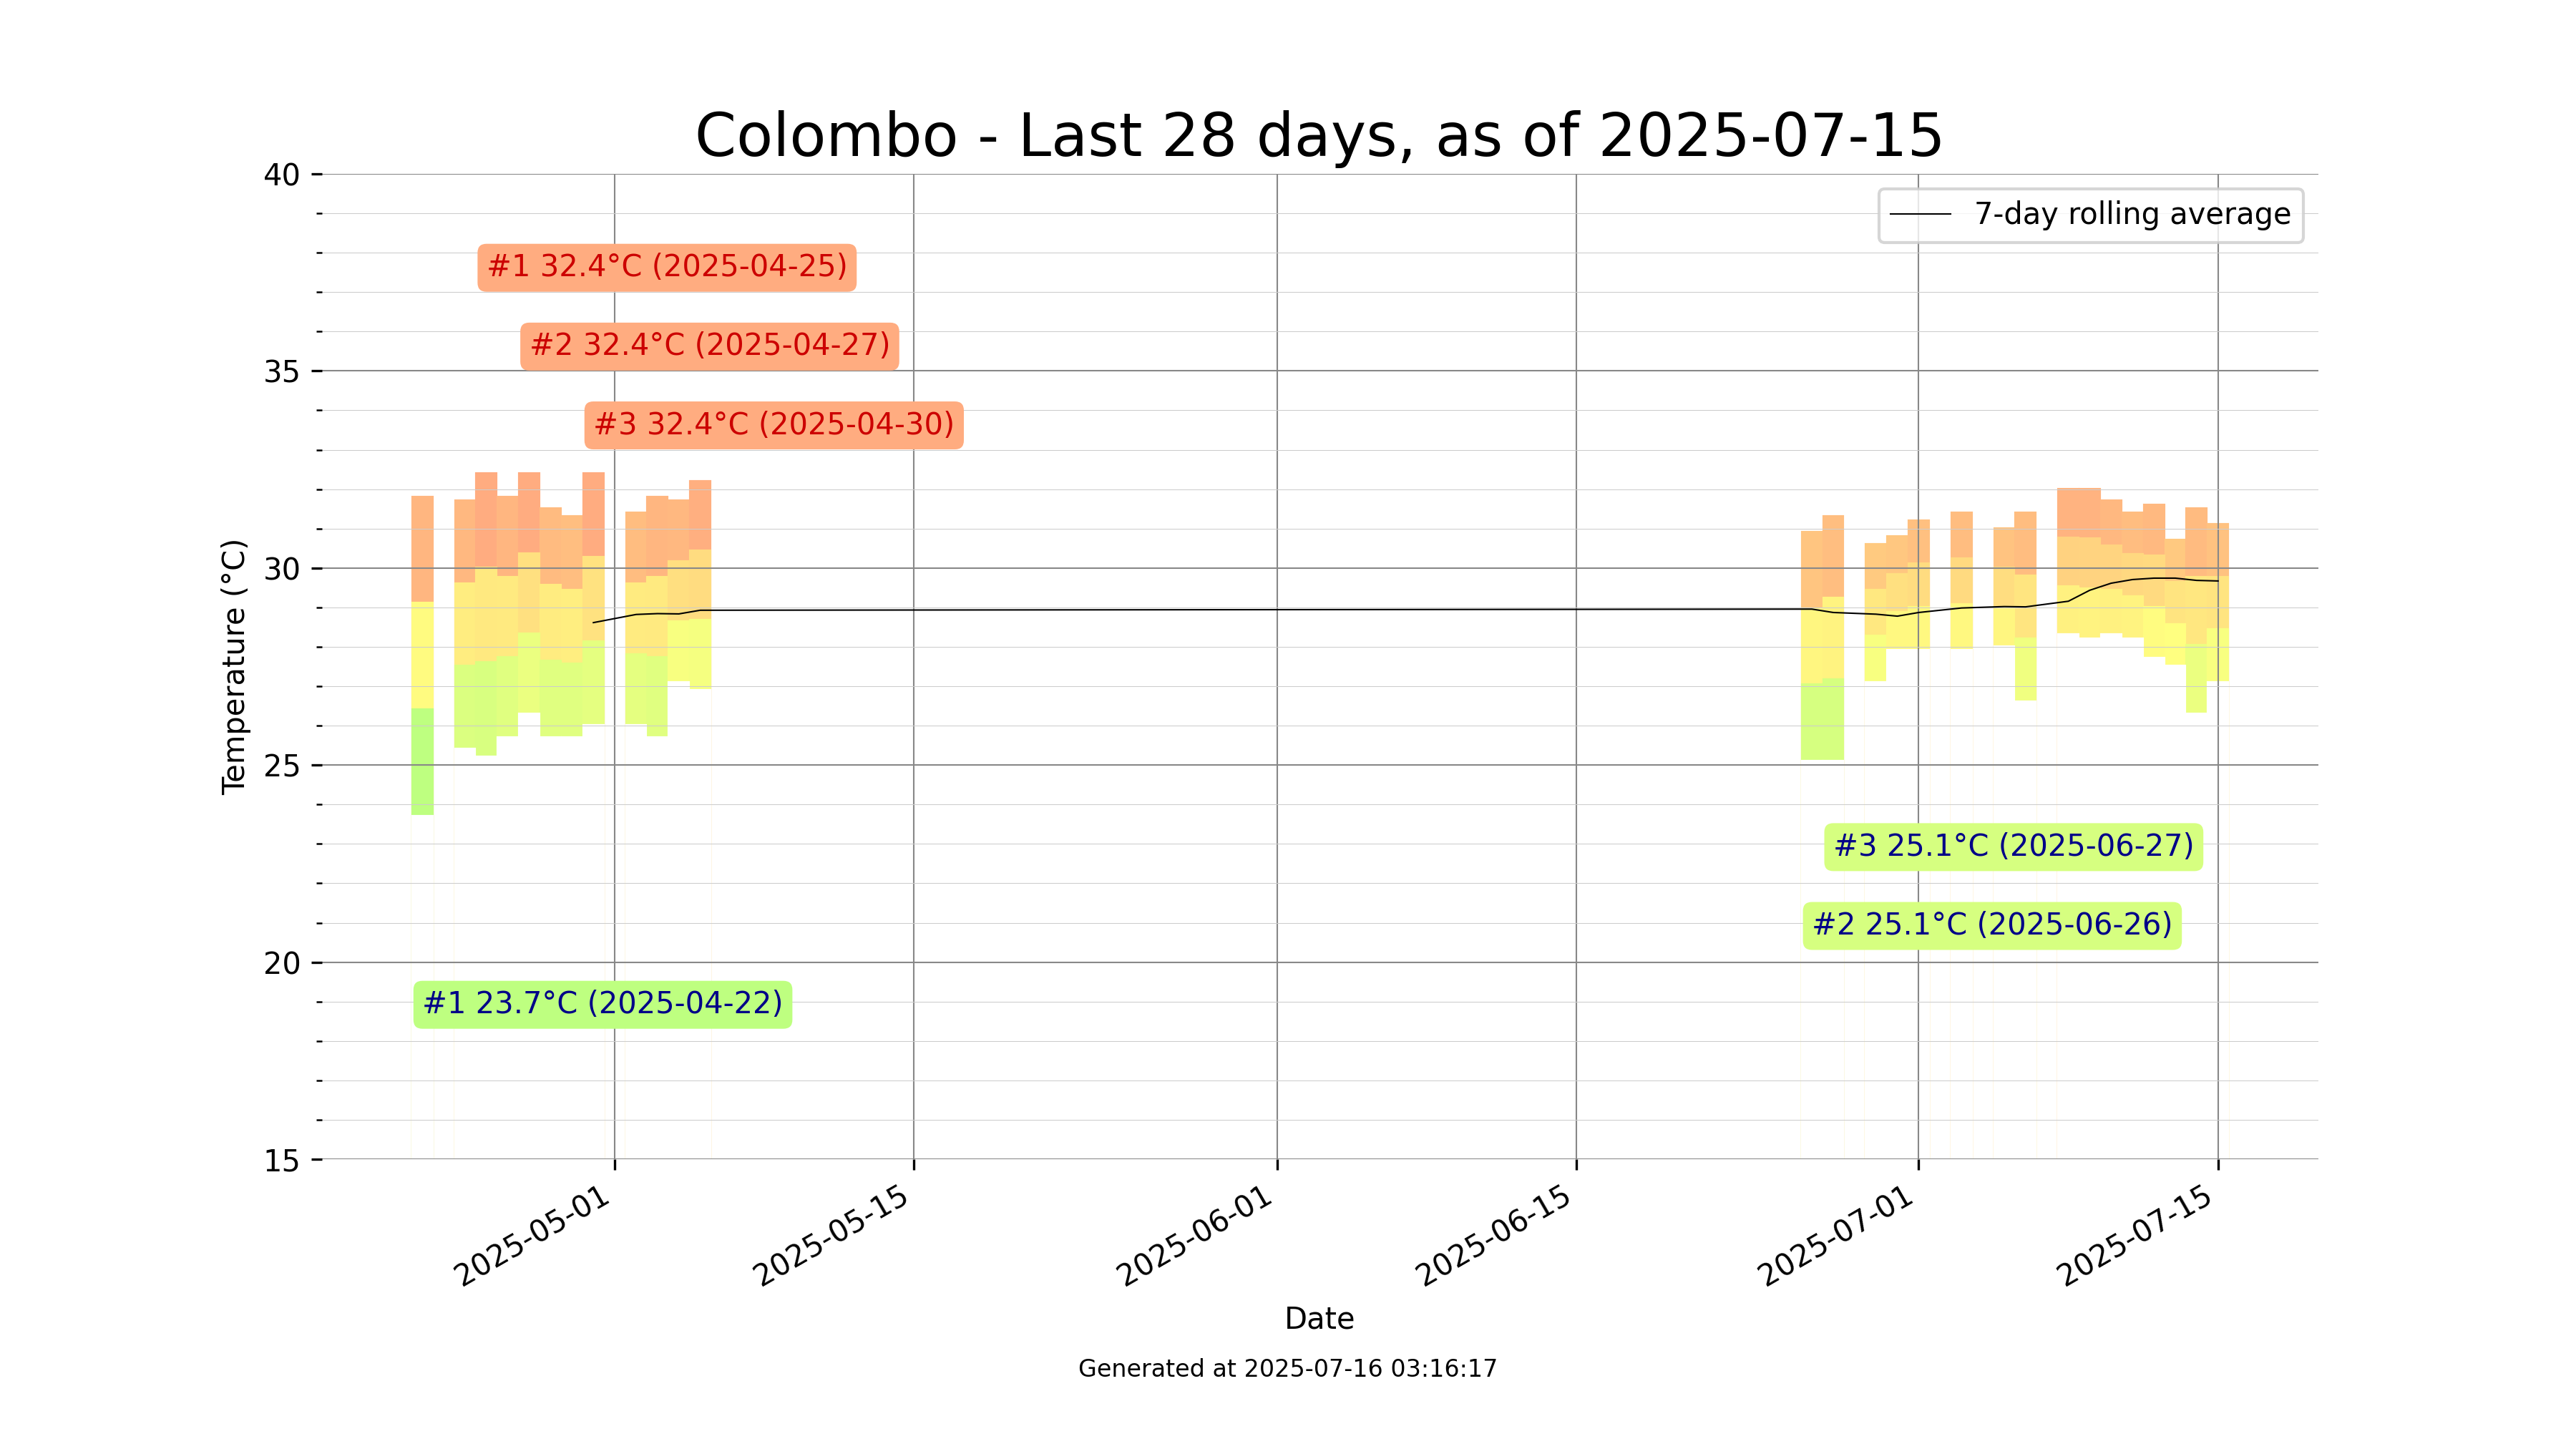 Colombo - Last 28 days, as of 2025-07-15
7-day rolling average
#1 32.4°C (2025-04-25)
#2 32.4°C (2025-04-27)
#3 32.4°C (2025-04-30)
#3 25.1°C (2025-06-27)
#2 25.1°C (2025-06-26)
#1 23.7°C (2025-04-22)
Temperature (°C)
40
35
30
25
20
15
2025-05-01
2025-05-15
2025-06-01
2025-06-15
2025-07-01
2025-07-15
Date
Generated at 2025-07-16 03:16:17